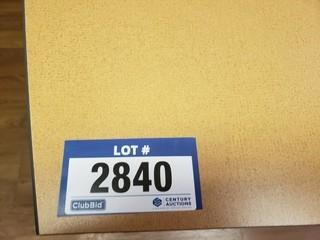 LOT #
2840
ClubBid
CENTURY
AUCTIONS